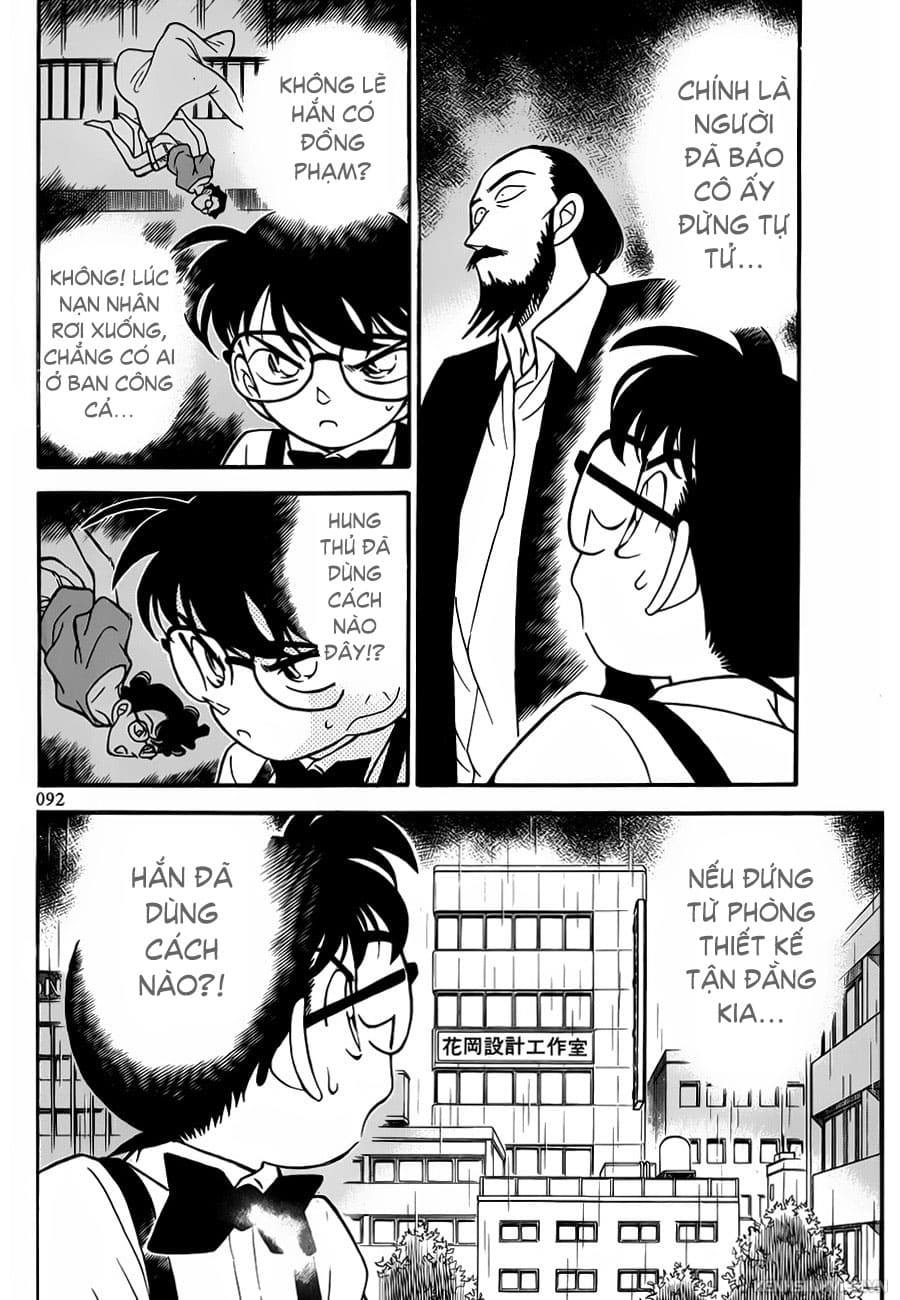 CHÍNH LÀ
NGƯỜI
ĐÃ BẢO
CÔ ẤY
ĐỪNG TỰ
TỬ...
KHÔNG LẼ
HẮN CÓ
ĐỒNG
PHẠM?
KHÔNG! LÚC
NẠN NHÂN
RƠI XUỐNG,
CHẲNG CÓ AI
Ở BAN CÔNG
CẢ...
HUNG
THỦ ĐÃ
DÙNG
CÁCH
NÀO
ĐÂY!?
092
NẾU ĐỨNG
TỪ PHÒNG
THIẾT KẾ
TẬN ĐẰNG
KIA...
花岡設計工作室
HẮN ĐÃ
DÙNG
CÁCH
NÀO?!